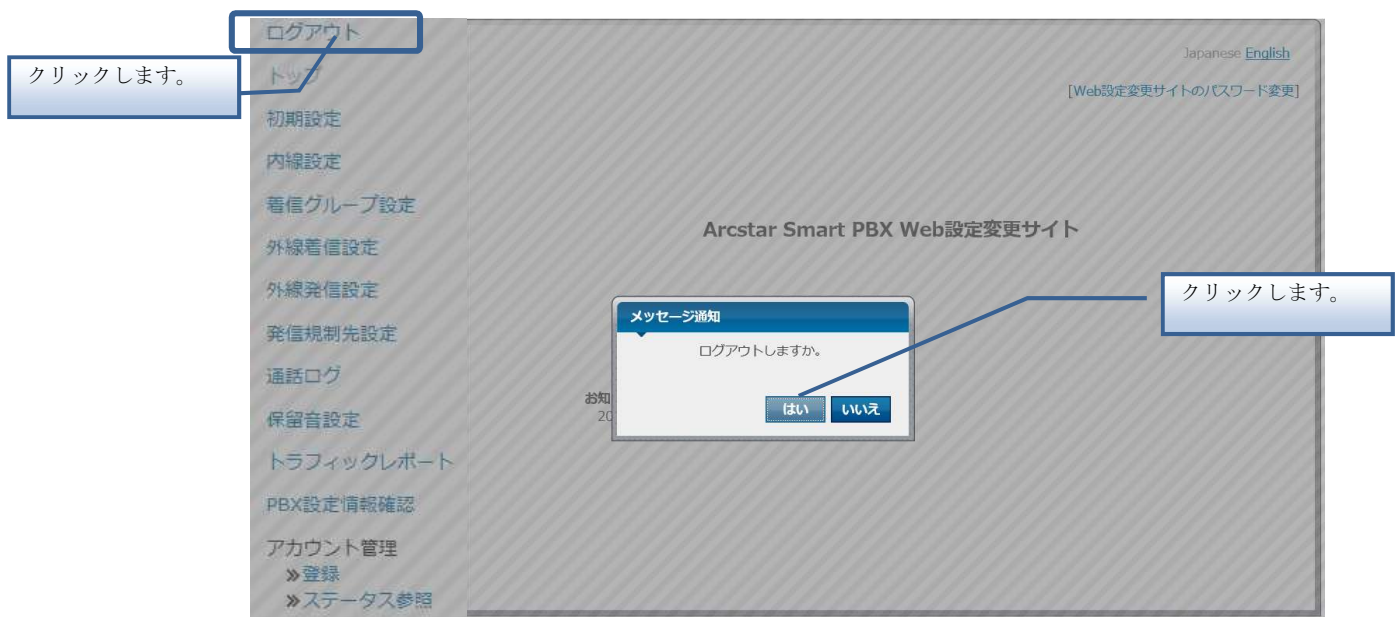 ログアウト
クリックします。
トップ
初期設定
内線設定
着信グループ設定
外線着信設定
外線発信設定
発信規制先設定
通話ログ
保留音設定
トラフィックレポート
PBX設定情報確認
アカウント管理
»登録
»ステータス参照
Japanese English
[Web設定変更サイトのパスワード変更]
Arcstar Smart PBX Web設定変更サイト
クリックします。
メッセージ通知
ログアウトしますか。
はい いいえ
お知
20